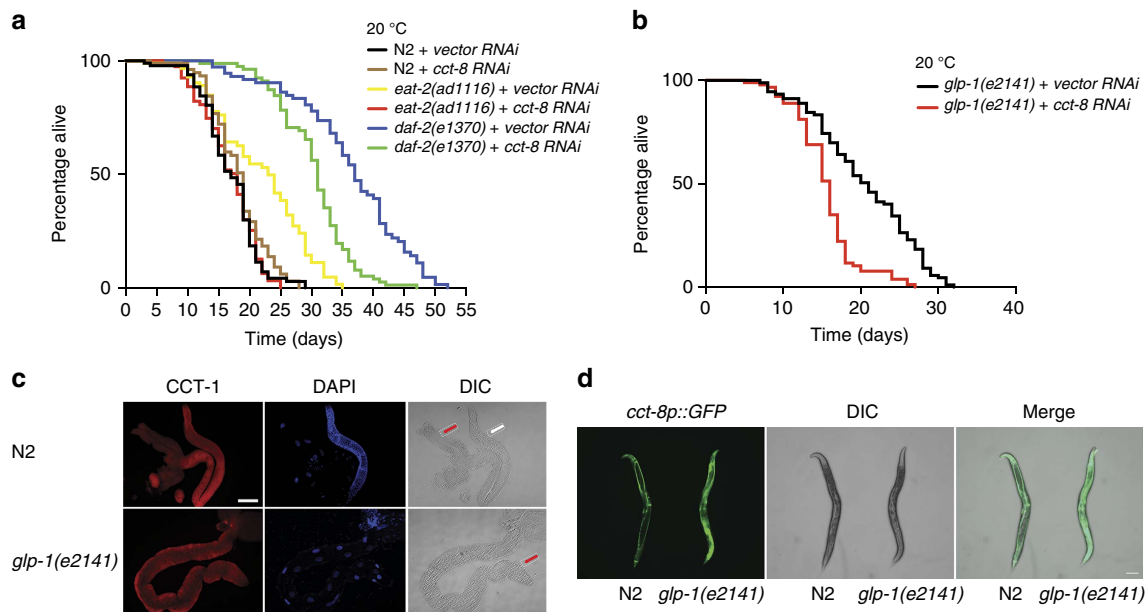 a
20 °C
N2 + vector RNAi
N2 + cct-8 RNAi
eat-2(ad1116) + vector RNAi
eat-2(ad1116) + cct-8 RNAi
daf-2(e1370) + vector RNAi
daf-2(e1370) + cct-8 RNAi
Percentage alive
100
50
0
0 5 10 15 20 25 30 35 40 45 50 55
Time (days)
b
20 °C
glp-1(e2141) + vector RNAi
glp-1(e2141) + cct-8 RNAi
Percentage alive
100
50
0
0 10 20 30 40
Time (days)
c
CCT-1 DAPI DIC
N2
glp-1(e2141)
d
cct-8p::GFP DIC Merge
N2 glp-1(e2141) N2 glp-1(e2141) N2 glp-1(e2141)